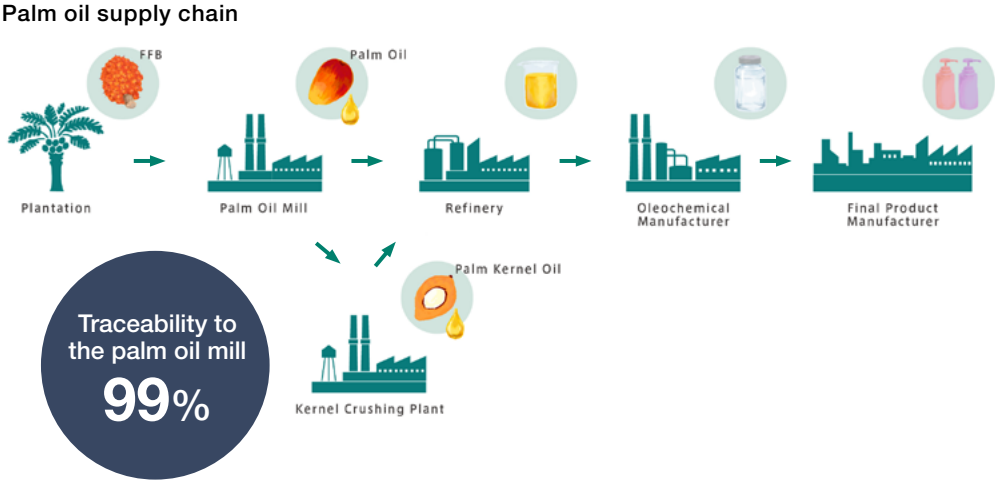 Palm oil supply chain
FFB
Palm Oil
Plantation
Palm Oil Mill
Refinery
Oleochemical
Manufacturer
Final Product
Manufacturer
Palm Kernel Oil
Kernel Crushing Plant
Traceability to
the palm oil mill
99%